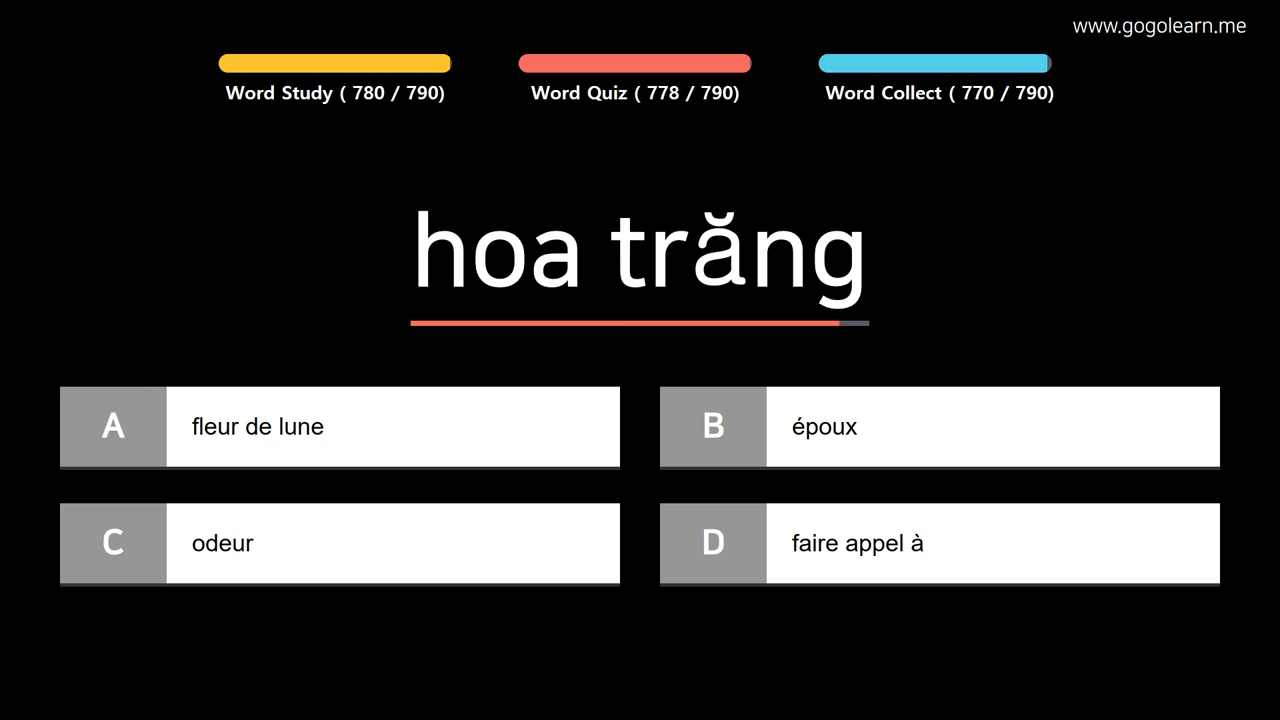 www.gogolearn.me
Word Study ( 780 / 790)
Word Quiz ( 778 / 790)
Word Collect ( 770 / 790)
hoa trăng
A fleur de lune
B époux
C odeur
D faire appel à